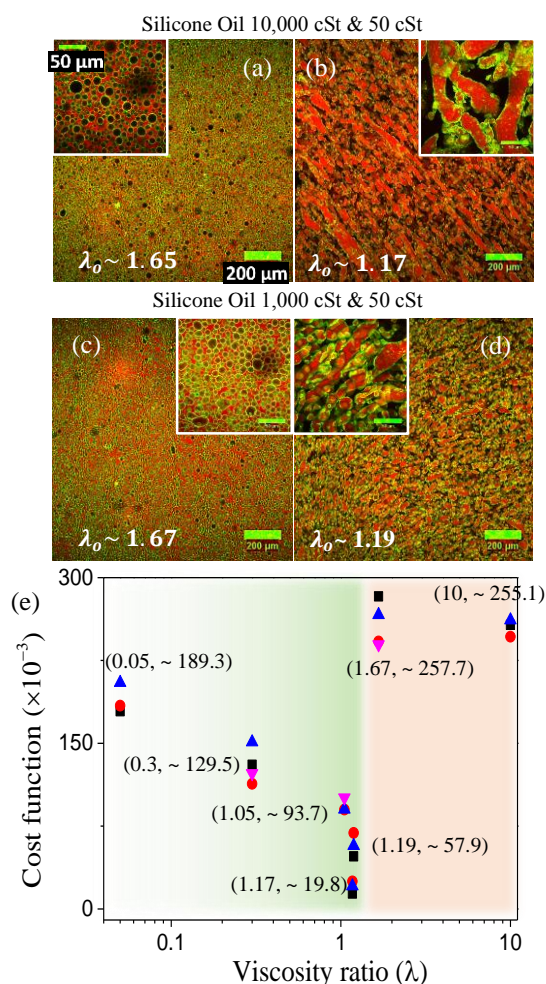 Silicone Oil 10,000 cSt & 50 cSt
50 μm
(a)
(b)
λo ~ 1.65
200 μm
λo ~ 1.17
200 μm
Silicone Oil 1,000 cSt & 50 cSt
(c)
(d)
λo ~ 1.67
200 μm
λo ~ 1.19
200 μm
(e)
300
150
0
Cost function (×10⁻³)
(0.05, ~ 189.3)
(10, ~ 255.1)
(1.67, ~ 257.7)
(0.3, ~ 129.5)
(1.05, ~ 93.7)
(1.19, ~ 57.9)
(1.17, ~ 19.8)
0.1
1
10
Viscosity ratio (λ)